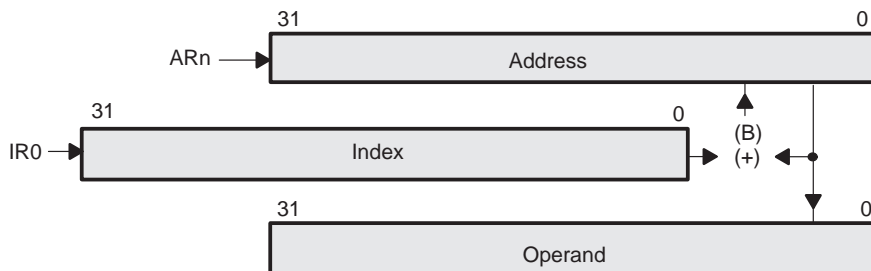 31 0
ARn Address
31 0
IR0 Index
(B)
(+)
31 0
Operand